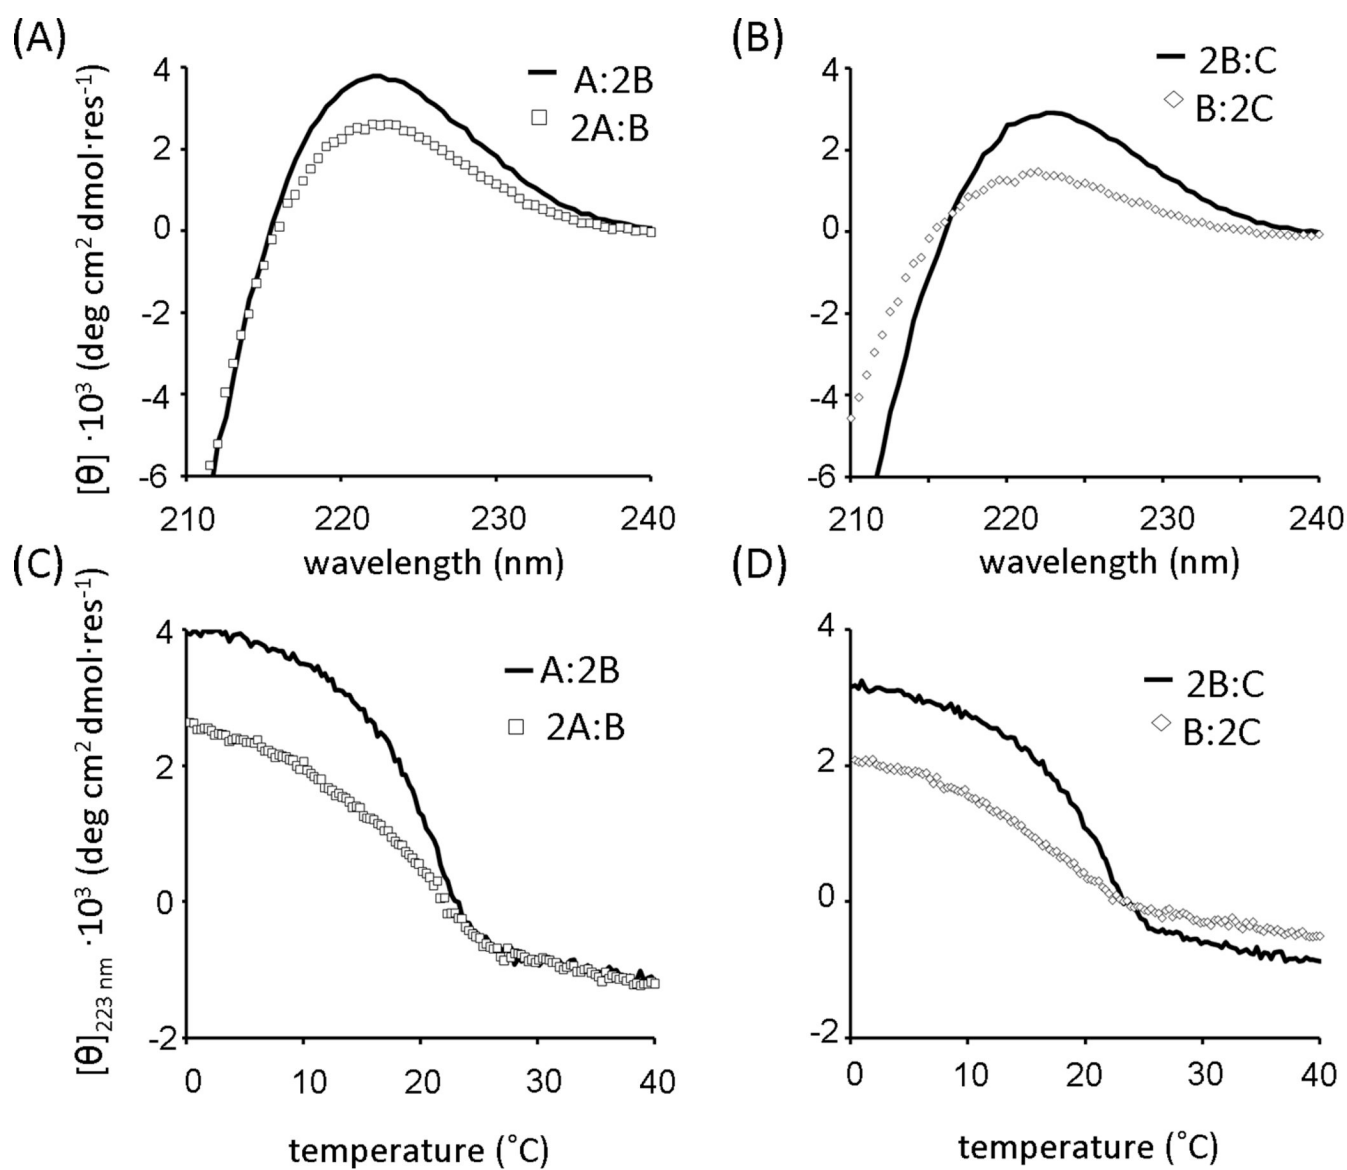 (A)
[θ] ·10³ (deg cm² dmol·res⁻¹)
4
2
0
-2
-4
-6
210 220 230 240
wavelength (nm)
A:2B
2A:B
(B)
4
2
0
-2
-4
-6
210 220 230 240
wavelength (nm)
2B:C
B:2C
(C)
[θ]₂₂₃ ₙₘ ·10³ (deg cm² dmol·res⁻¹)
4
2
0
-2
0 10 20 30 40
temperature (˚C)
A:2B
2A:B
(D)
4
2
0
-2
0 10 20 30 40
temperature (˚C)
2B:C
B:2C